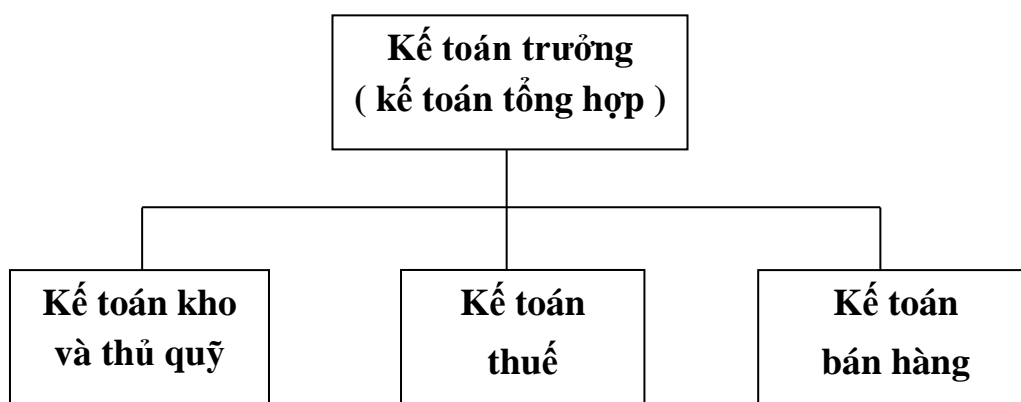 Kế toán trưởng
( kế toán tổng hợp )
Kế toán kho
và thủ quỹ
Kế toán
thuế
Kế toán
bán hàng